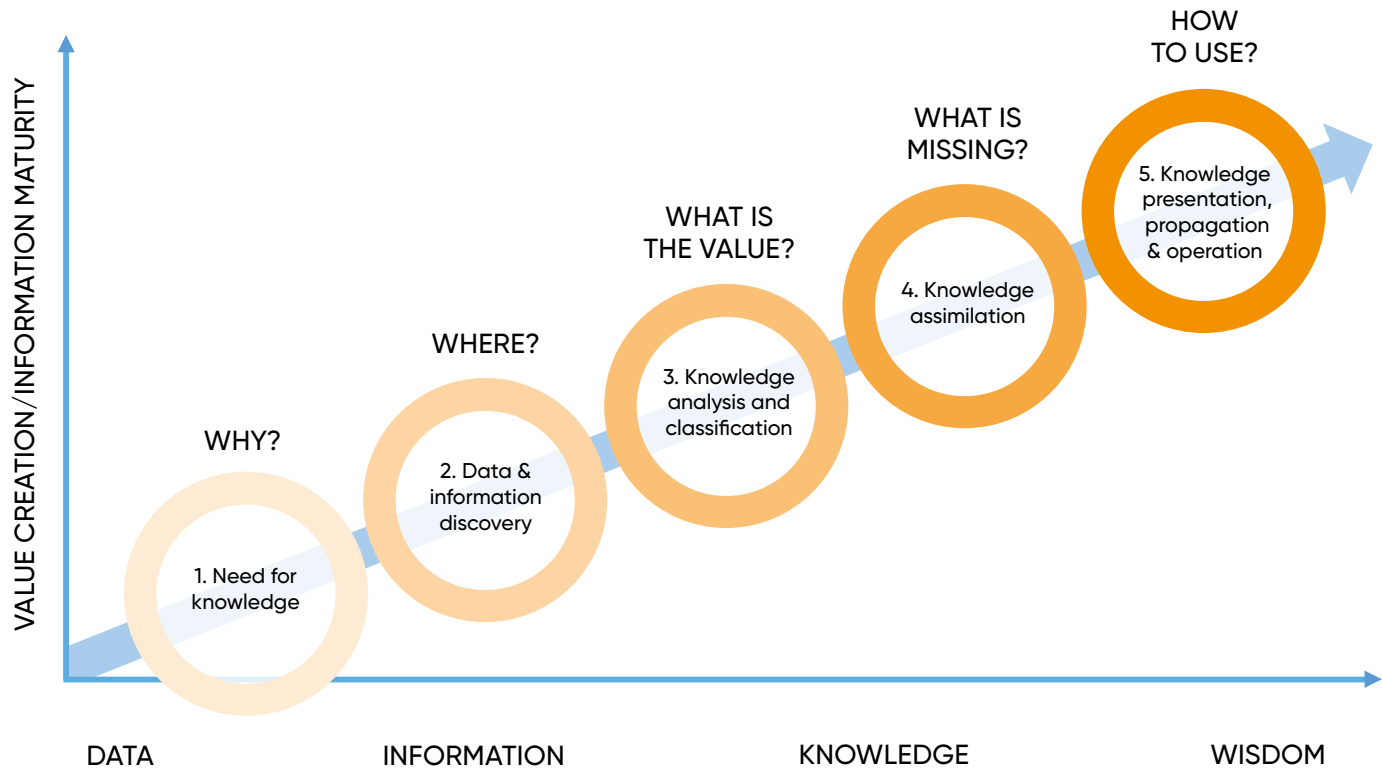 HOW
TO USE?
WHAT IS
MISSING?
WHAT IS
THE VALUE?
WHERE?
WHY?
VALUE CREATION/INFORMATION MATURITY
5. Knowledge
presentation,
propagation
& operation
4. Knowledge
assimilation
3. Knowledge
analysis and
classification
2. Data &
information
discovery
1. Need for
knowledge
DATA
INFORMATION
KNOWLEDGE
WISDOM